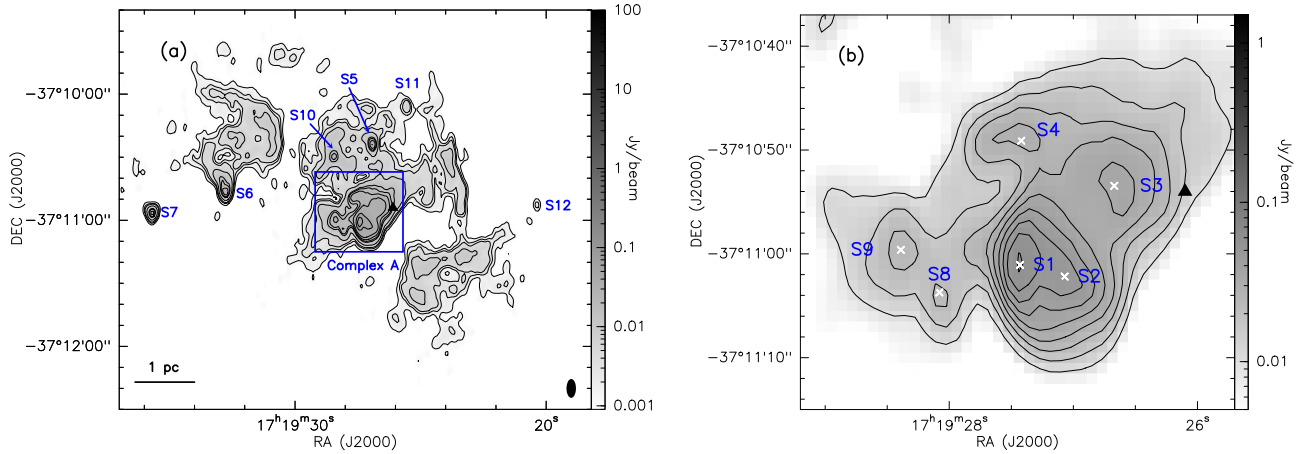 (a)
S5
S11
S10
S6
S7
S12
Complex A
1 pc
−37°10'00"
−37°11'00"
−37°12'00"
DEC (J2000)
17ʰ19ᵐ30ˢ
20ˢ
RA (J2000)
100
10
1
0.1
0.01
0.001
Jy/beam
(b)
S4
S3
S9
S8
S1
S2
−37°10'40"
−37°10'50"
−37°11'00"
−37°11'10"
DEC (J2000)
17ʰ19ᵐ28ˢ
26ˢ
RA (J2000)
1
0.1
0.01
Jy/beam